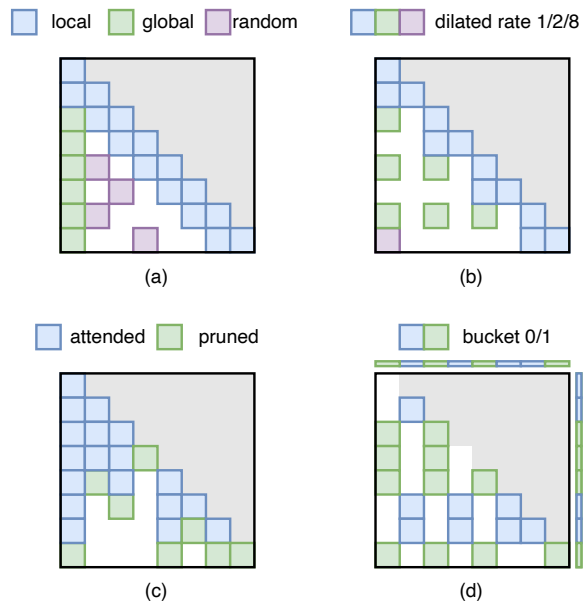 local global random
dilated rate 1/2/8
(a)
(b)
attended pruned
bucket 0/1
(c)
(d)